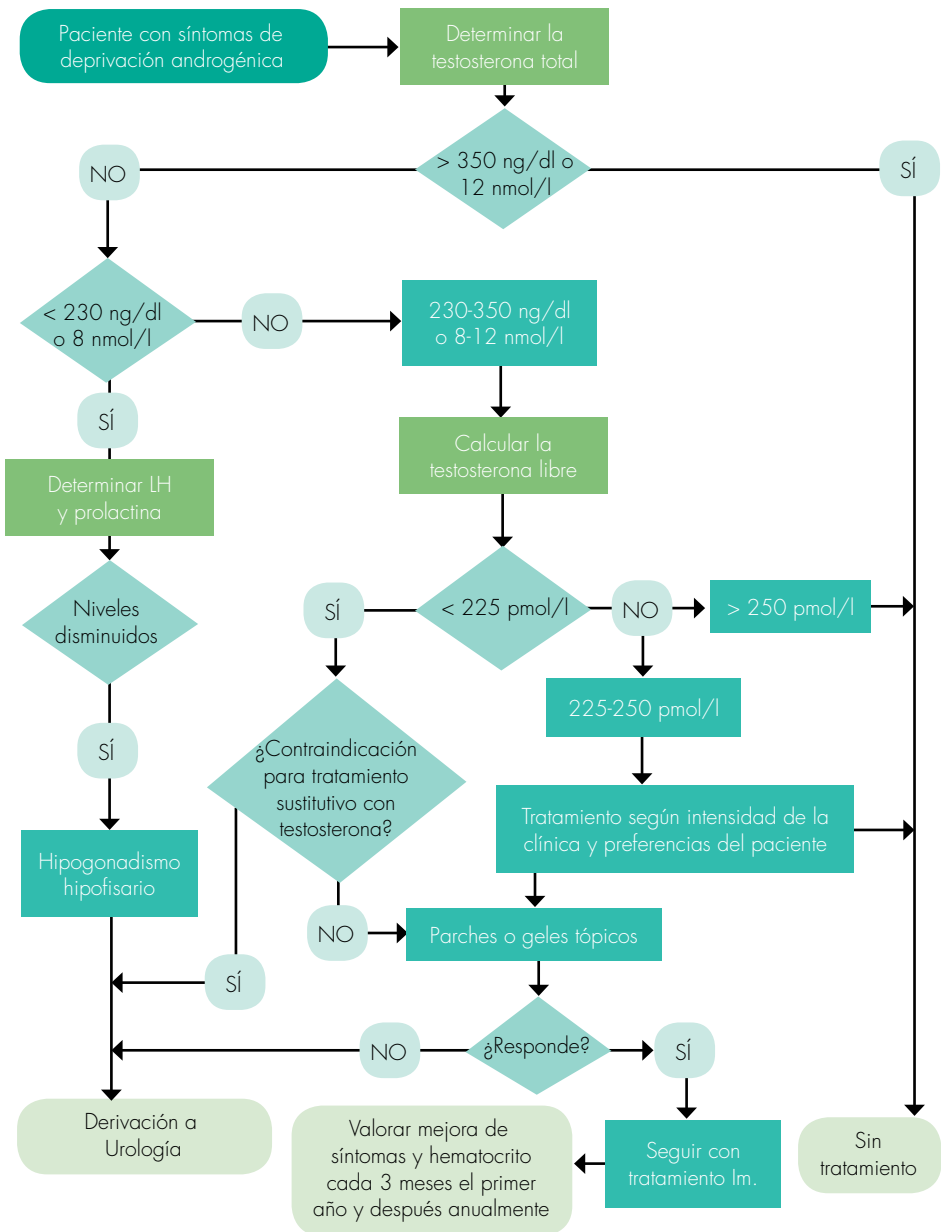 Paciente con síntomas de
deprivación androgénica
Determinar la
testosterona total
> 350 ng/dl o
12 nmol/l
NO
SÍ
< 230 ng/dl
o 8 nmol/l
NO
230-350 ng/dl
o 8-12 nmol/l
SÍ
Calcular la
testosterona libre
Determinar LH
y prolactina
Niveles
disminuidos
SÍ
< 225 pmol/l
NO
> 250 pmol/l
225-250 pmol/l
SÍ
¿Contraindicación
para tratamiento
sustitutivo con
testosterona?
Tratamiento según intensidad de la
clínica y preferencias del paciente
Hipogonadismo
hipofisario
NO
Parches o geles tópicos
SÍ
NO
¿Responde?
SÍ
Derivación a
Urología
Valorar mejora de
síntomas y hematocrito
cada 3 meses el primer
año y después anualmente
Seguir con
tratamiento Im.
Sin
tratamiento